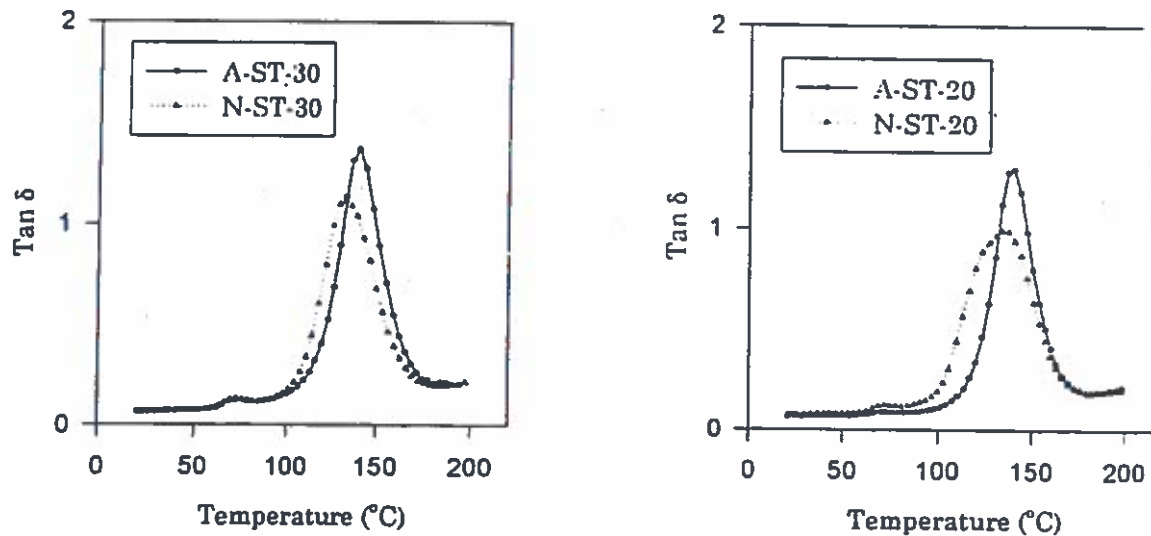 2
A-ST-30
N-ST-30
1
Tan δ
0
0 50 100 150 200
Temperature (°C)
2
A-ST-20
N-ST-20
1
Tan δ
0
0 50 100 150 200
Temperature (°C)